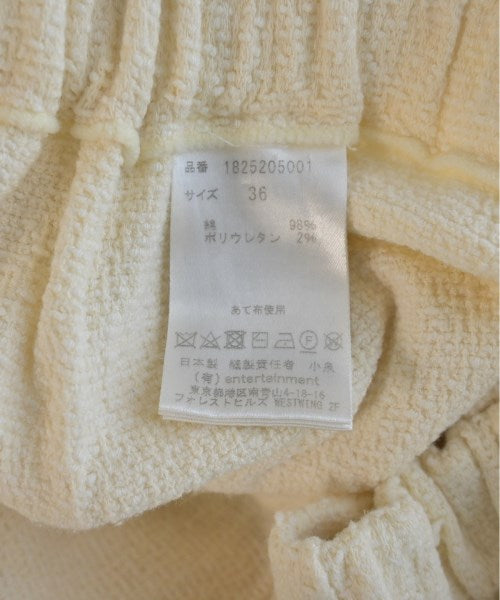 品番 1825205001
サイズ 36
綿 98%
ポリウレタン 2%
あて布使用
日本製 縫製責任者 小泉
(有) entertainment
東京都港区南青山4-18-16
フォレストヒルズ WESTWING 2F